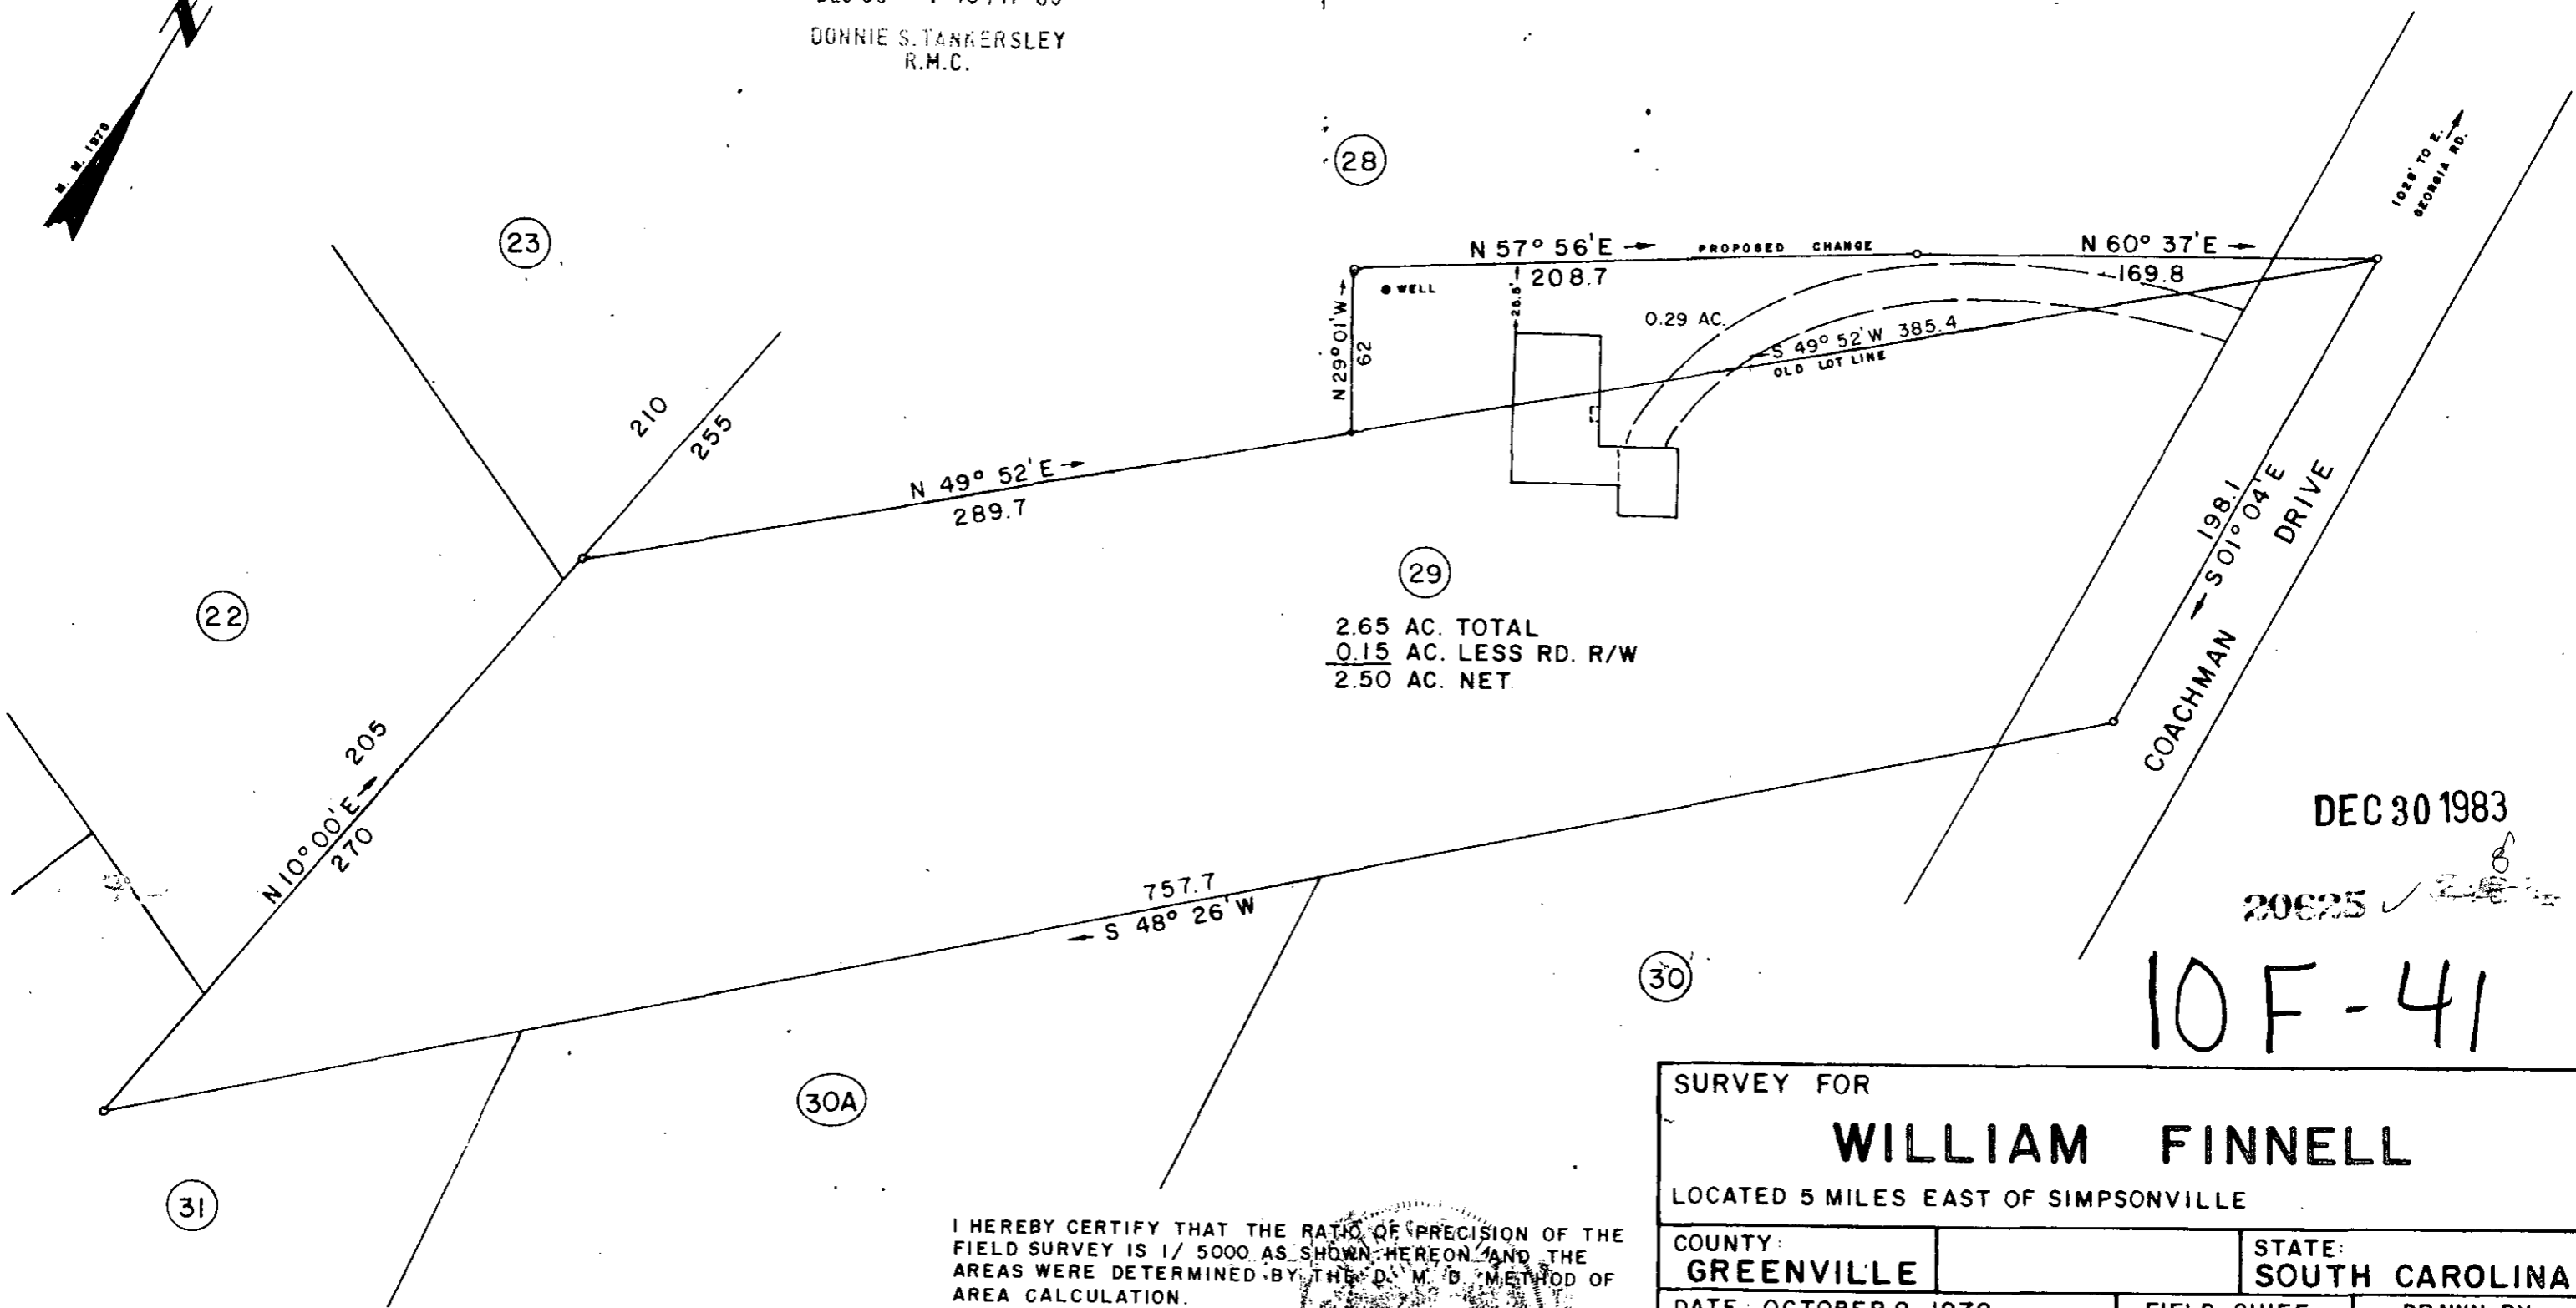 DONNIE S. TANKERSLEY
R.M.C.
N
M. M. 1978
28
23
1028' TO E.
GEORGIA RD.
N 57° 56' E
PROPOSED CHANGE
N 60° 37' E
208.7
169.8
WELL
N 29° 01' W
62
0.29 AC.
S 49° 52' W 385.4
OLD LOT LINE
210
255
N 49° 52' E
289.7
198.1
S 01° 04' E
COACHMAN DRIVE
29
2.65 AC. TOTAL
0.15 AC. LESS RD. R/W
2.50 AC. NET
22
205
N 10° 00' E
270
757.7
S 48° 26' W
DEC 30 1983
20625
10 F - 41
30
30A
31
SURVEY FOR
WILLIAM FINNELL
LOCATED 5 MILES EAST OF SIMPSONVILLE
COUNTY:
GREENVILLE
STATE:
SOUTH CAROLINA
I HEREBY CERTIFY THAT THE RATIO OF PRECISION OF THE
FIELD SURVEY IS 1/ 5000 AS SHOWN HEREON AND THE
AREAS WERE DETERMINED BY THE D. M. D. METHOD OF
AREA CALCULATION.